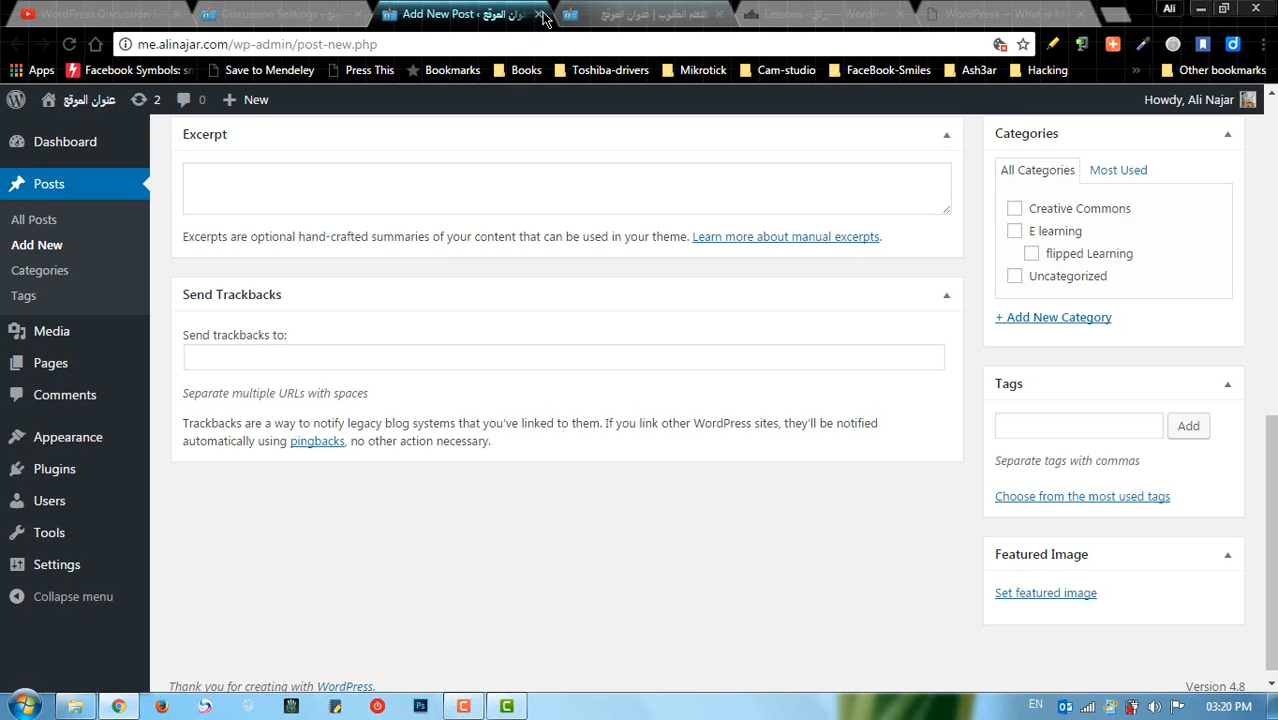 WordPress Discussion S
Discussion Settings ‹
Add New Post ‹ عنوان الموقع
التعلم المقلوب | عنوان الموقع
Lessons - راق - WordP
WordPress — What is
Ali
me.alinajar.com/wp-admin/post-new.php
Apps
Facebook Symbols: sm
Save to Mendeley
Press This
Bookmarks
Books
Toshiba-drivers
Mikrotick
Cam-studio
FaceBook-Smiles
Ash3ar
Hacking
»
Other bookmarks
عنوان الموقع
2
0
New
Howdy, Ali Najar
Dashboard
Posts
All Posts
Add New
Categories
Tags
Media
Pages
Comments
Appearance
Plugins
Users
Tools
Settings
Collapse menu
Excerpt
Excerpts are optional hand-crafted summaries of your content that can be used in your theme. Learn more about manual excerpts.
Send Trackbacks
Send trackbacks to:
Separate multiple URLs with spaces
Trackbacks are a way to notify legacy blog systems that you've linked to them. If you link other WordPress sites, they'll be notified
automatically using pingbacks, no other action necessary.
Categories
All Categories
Most Used
Creative Commons
E learning
flipped Learning
Uncategorized
+ Add New Category
Tags
Add
Separate tags with commas
Choose from the most used tags
Featured Image
Set featured image
Thank you for creating with WordPress.
Version 4.8
Ps
EN
03:20 PM